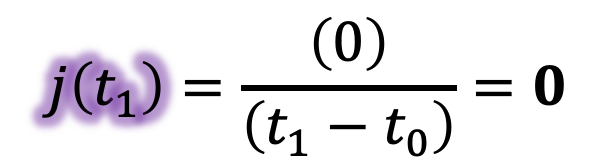 j(t₁) = (0) / (t₁ − t₀) = 0